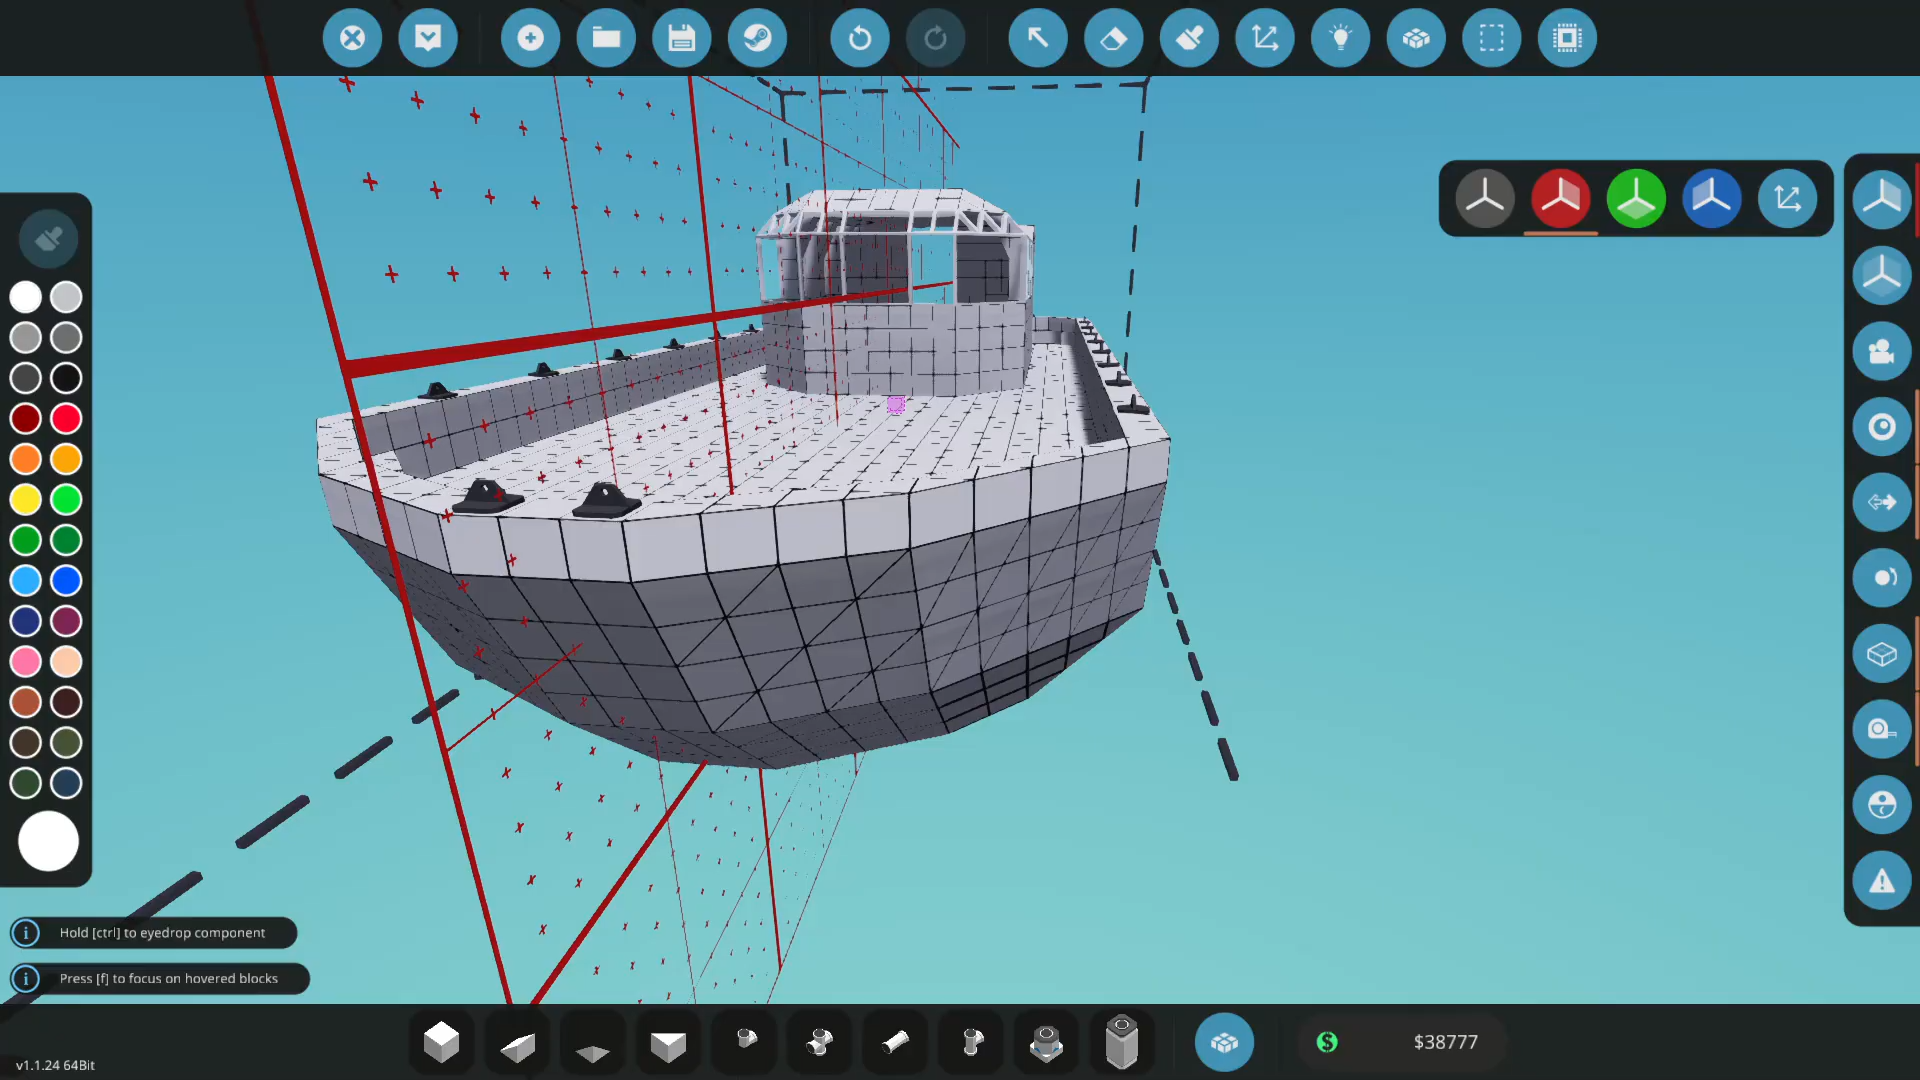 Hold [ctrl] to eyedrop component
Press [f] to focus on hovered blocks
$ $38777
v1.1.24 64Bit